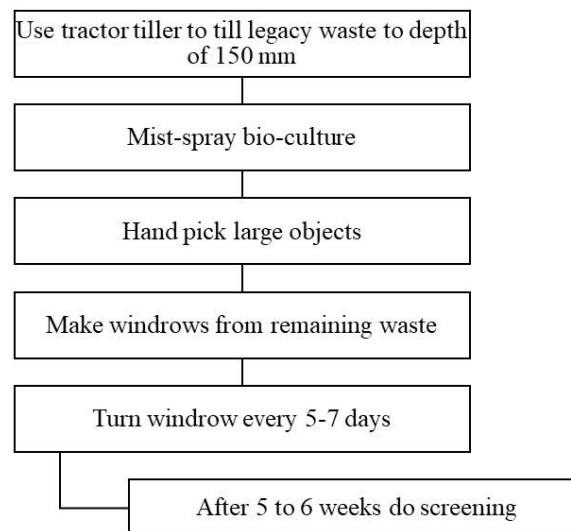 Use tractor tiller to till legacy waste to depth
of 150 mm
Mist-spray bio-culture
Hand pick large objects
Make windrows from remaining waste
Turn windrow every 5-7 days
After 5 to 6 weeks do screening